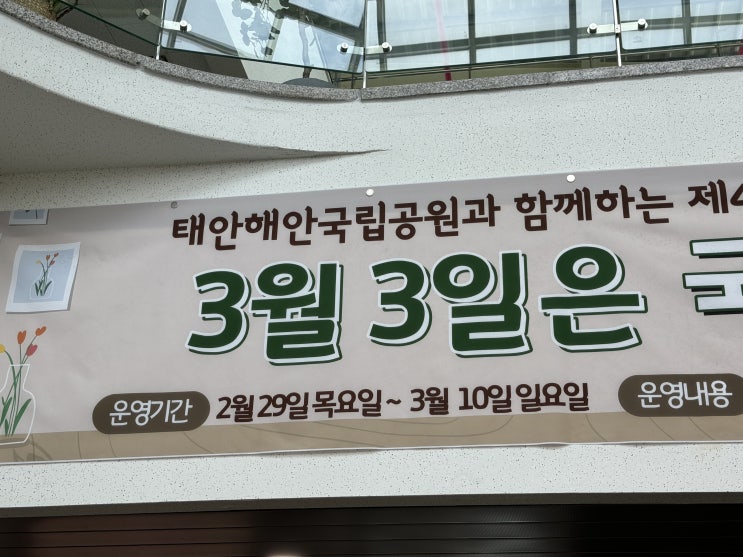 태안해안국립공원과 함께하는 제4
3월 3일은
운영기간 2월 29일 목요일 ~ 3월 10일 일요일 운영내용